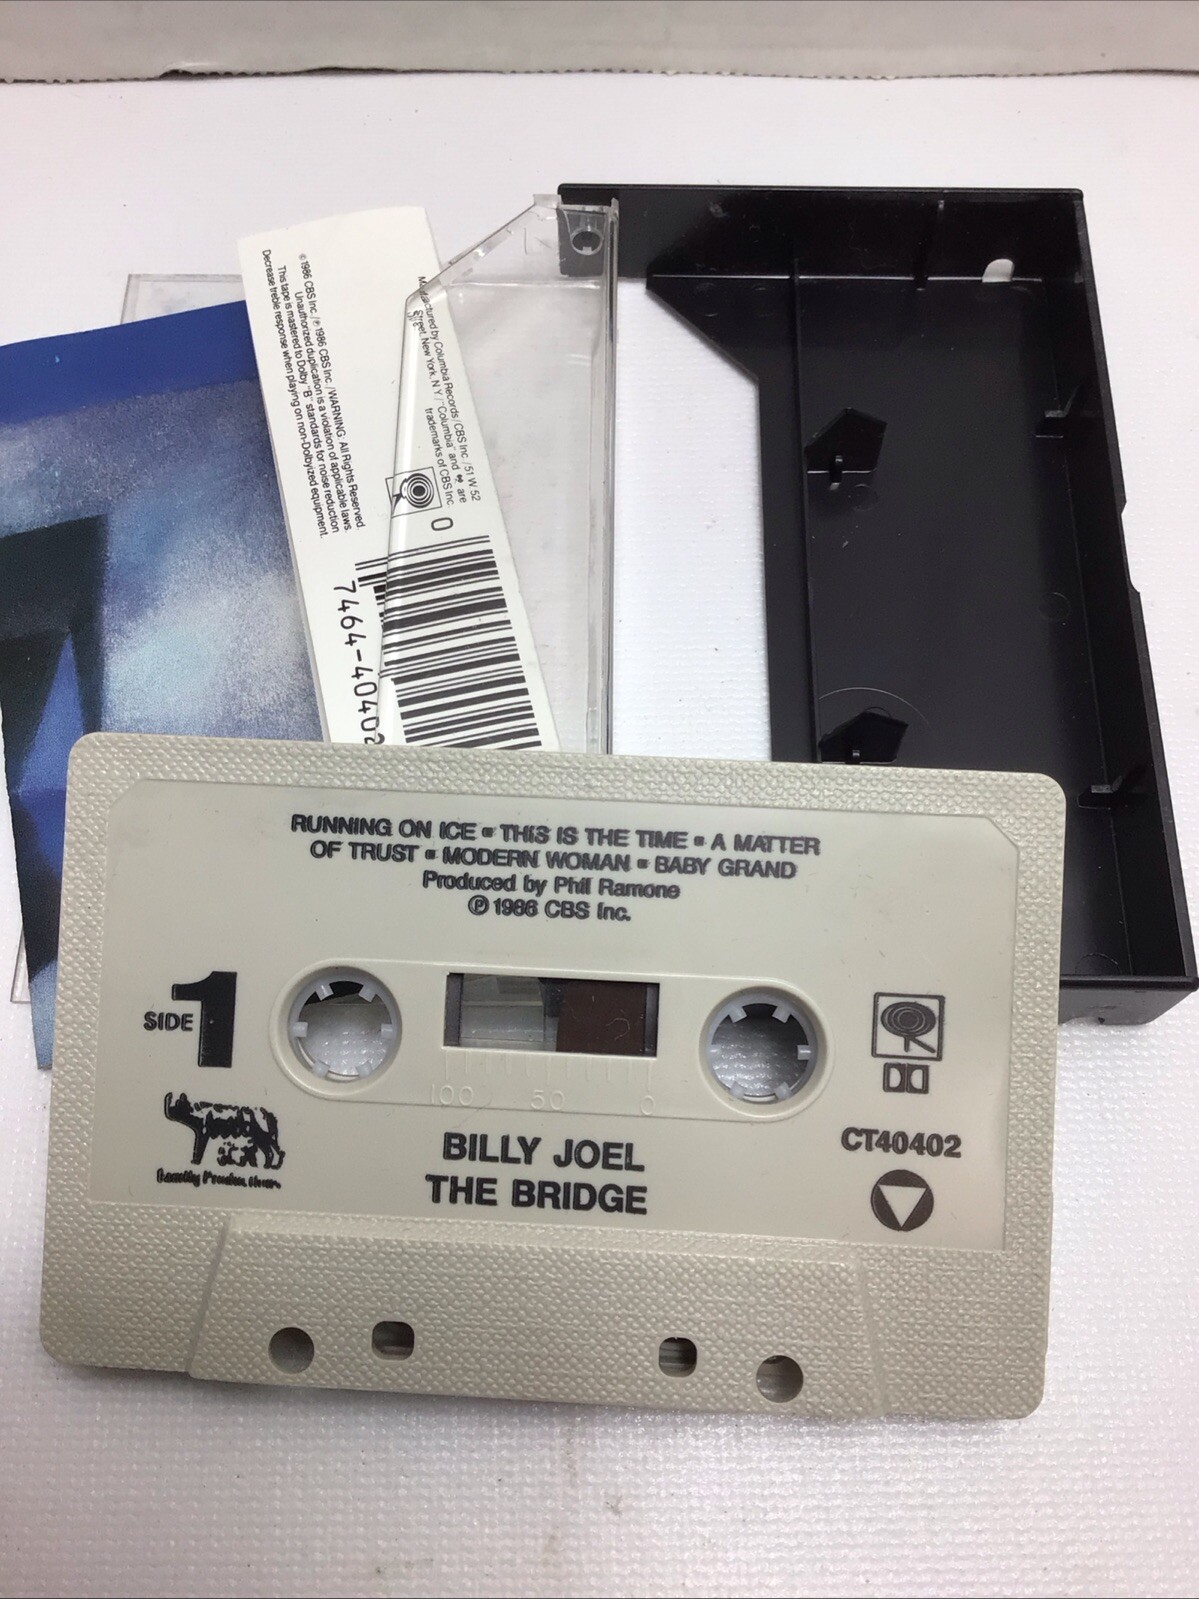 ©1986 CBS Inc./℗ 1986 CBS Inc./WARNING: All Rights Reserved.
Unauthorized duplication is a violation of applicable laws.
This tape is mastered to Dolby "B" standards for noise reduction
Decrease treble response when playing on non-Dolbyized equipment.
Manufactured by Columbia Records/CBS Inc./51 W 52
Street, New York, N.Y./"Columbia" and are
trademarks of CBS Inc.
0
7464-40402
RUNNING ON ICE ▪ THIS IS THE TIME ▪ A MATTER
OF TRUST ▪ MODERN WOMAN ▪ BABY GRAND
Produced by Phil Ramone
℗ 1986 CBS Inc.
SIDE 1
100 50 0
BILLY JOEL
THE BRIDGE
CT40402
Family Productions